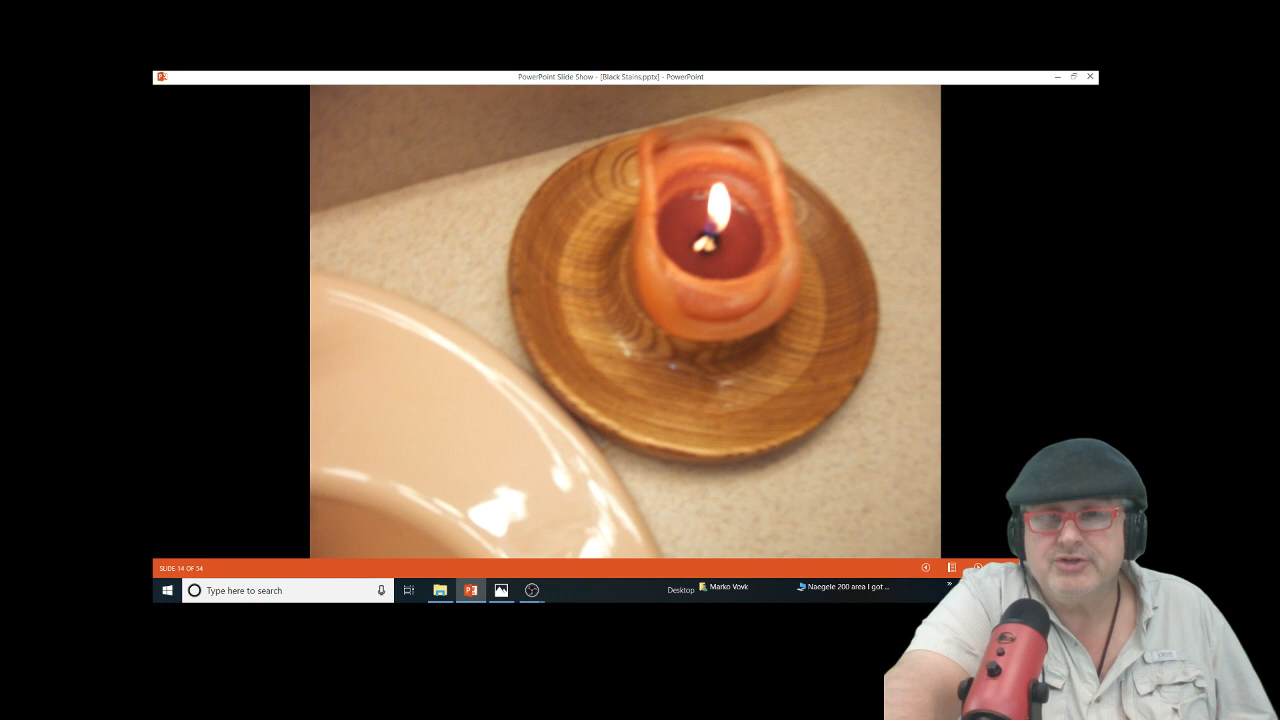 PowerPoint Slide Show - [Black Stains.pptx] - PowerPoint
SLIDE 14 OF 54
Type here to search
Desktop
Marko Vovk
Naegele 200 area I got ...